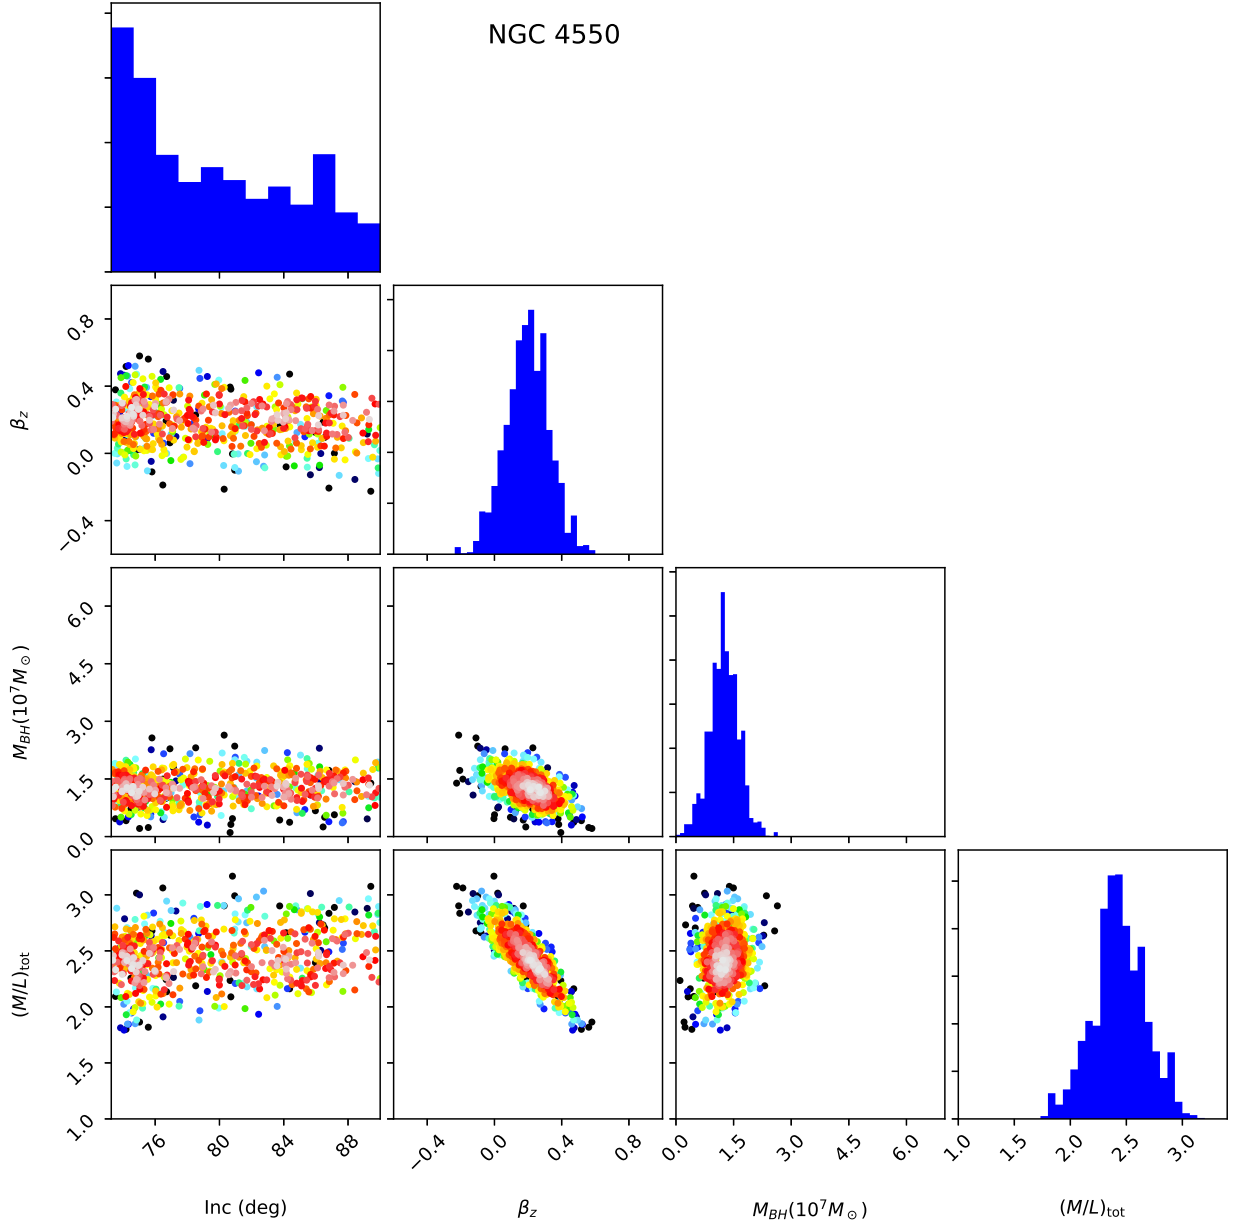 NGC 4550
β_z
0.8
0.4
0.0
−0.4
M_BH(10^7 M_⊙)
6.0
4.5
3.0
1.5
0.0
(M/L)_tot
3.0
2.5
2.0
1.5
1.0
76 80 84 88
−0.4 0.0 0.4 0.8
0.0 1.5 3.0 4.5 6.0
1.0 1.5 2.0 2.5 3.0
Inc (deg)
β_z
M_BH(10^7 M_⊙)
(M/L)_tot